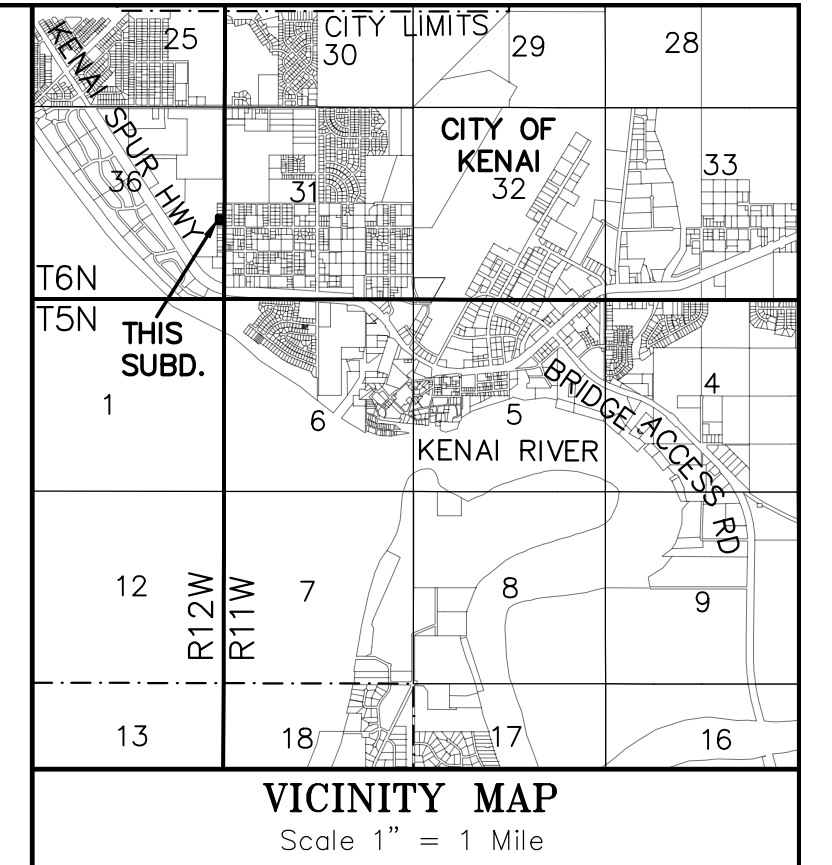 CITY LIMITS
25
30
29
28
KENAI SPUR HWY
CITY OF
KENAI
36
31
32
33
T6N
T5N
THIS
SUBD.
1
6
5
4
KENAI RIVER
BRIDGE ACCESS RD
12
R12W
R11W
7
8
9
13
18
17
16
VICINITY MAP
Scale 1" = 1 Mile